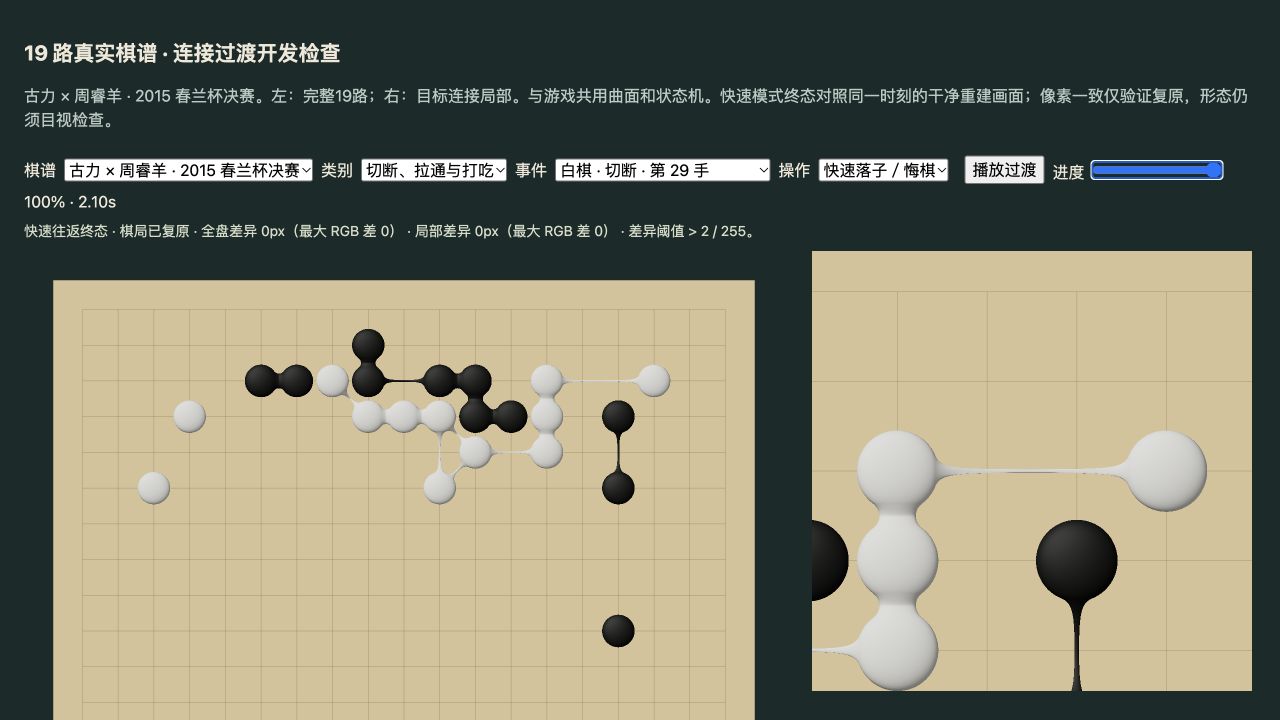 19 路真实棋谱 · 连接过渡开发检查
古力 × 周睿羊 · 2015 春兰杯决赛。左：完整19路；右：目标连接局部。与游戏共用曲面和状态机。快速模式终态对照同一时刻的干净重建画面；像素一致仅验证复原，形态仍
须目视检查。
棋谱 古力 × 周睿羊 · 2015 春兰杯决赛 类别 切断、拉通与打吃 事件 白棋 · 切断 · 第 29 手 操作 快速落子 / 悔棋 播放过渡 进度
100% · 2.10s
快速往返终态 · 棋局已复原 · 全盘差异 0px（最大 RGB 差 0） · 局部差异 0px（最大 RGB 差 0） · 差异阈值 > 2 / 255。